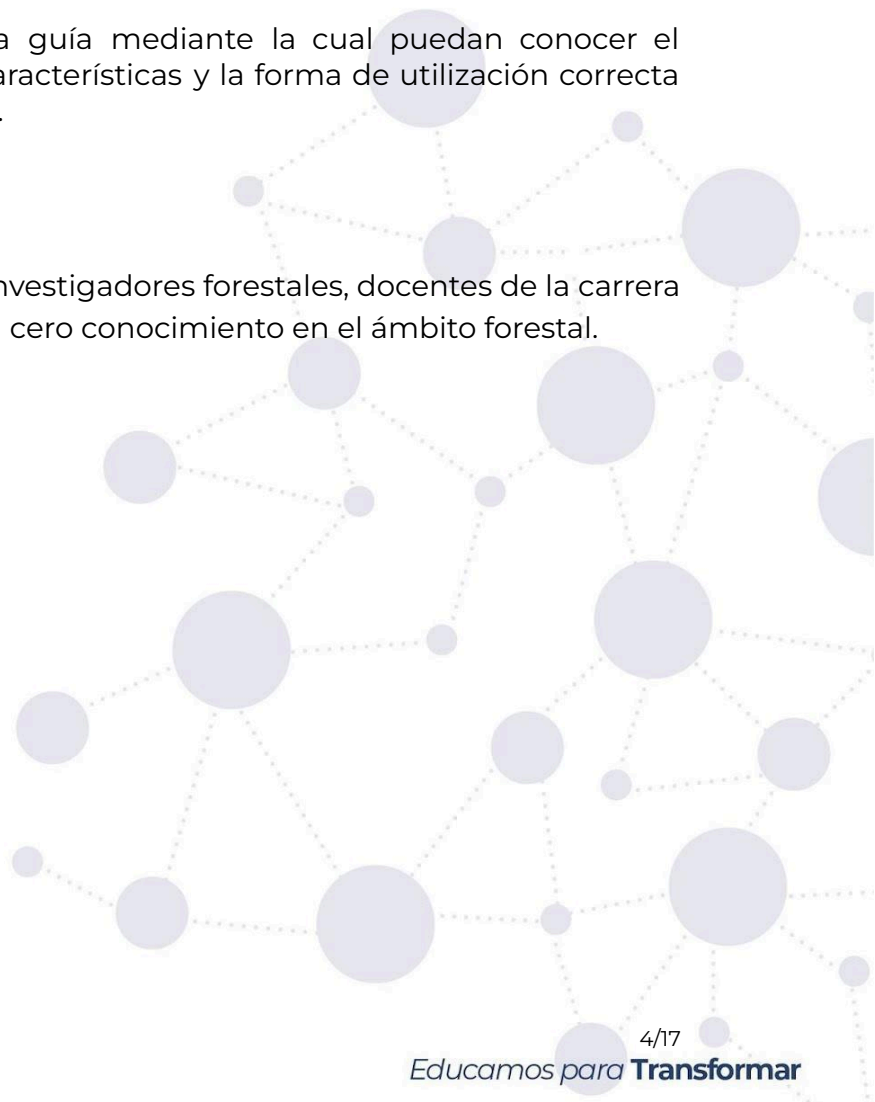 a guía mediante la cual puedan conocer el
aracterísticas y la forma de utilización correcta
.
nvestigadores forestales, docentes de la carrera
cero conocimiento en el ámbito forestal.
4/17
Educamos para Transformar